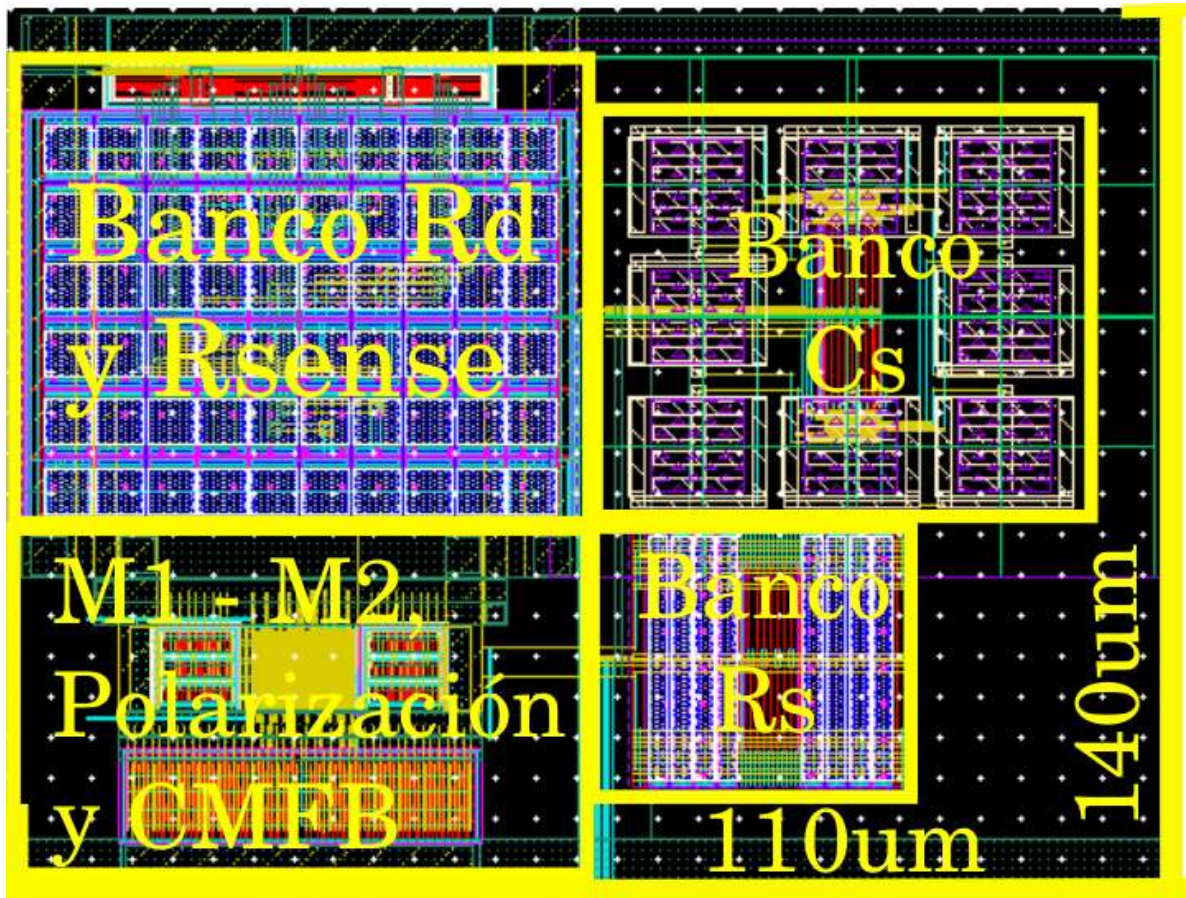 Banco Rd
y Rsense
Banco
Cs
M1 - M2,
Polarización
y CMFB
Banco
Rs
110um
140um